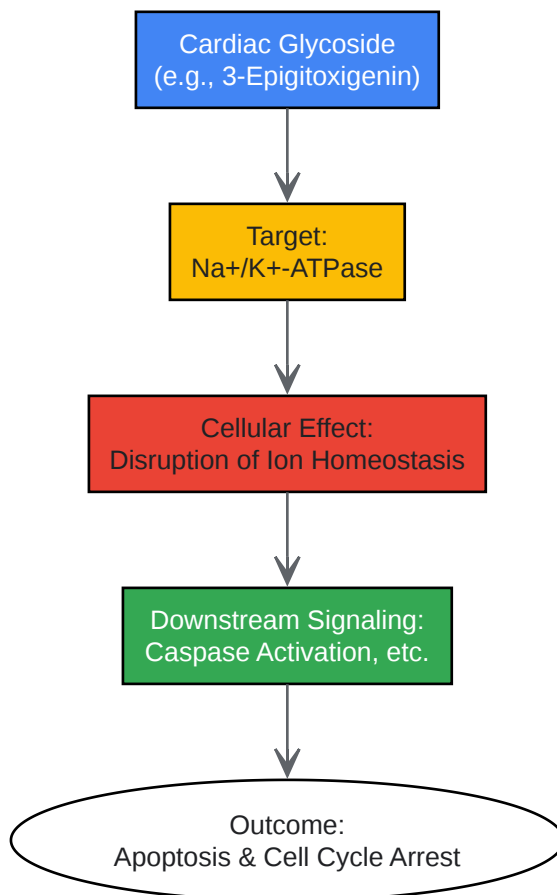 Cardiac Glycoside
(e.g., 3-Epigitoxigenin)
Target:
Na+/K+-ATPase
Cellular Effect:
Disruption of Ion Homeostasis
Downstream Signaling:
Caspase Activation, etc.
Outcome:
Apoptosis & Cell Cycle Arrest